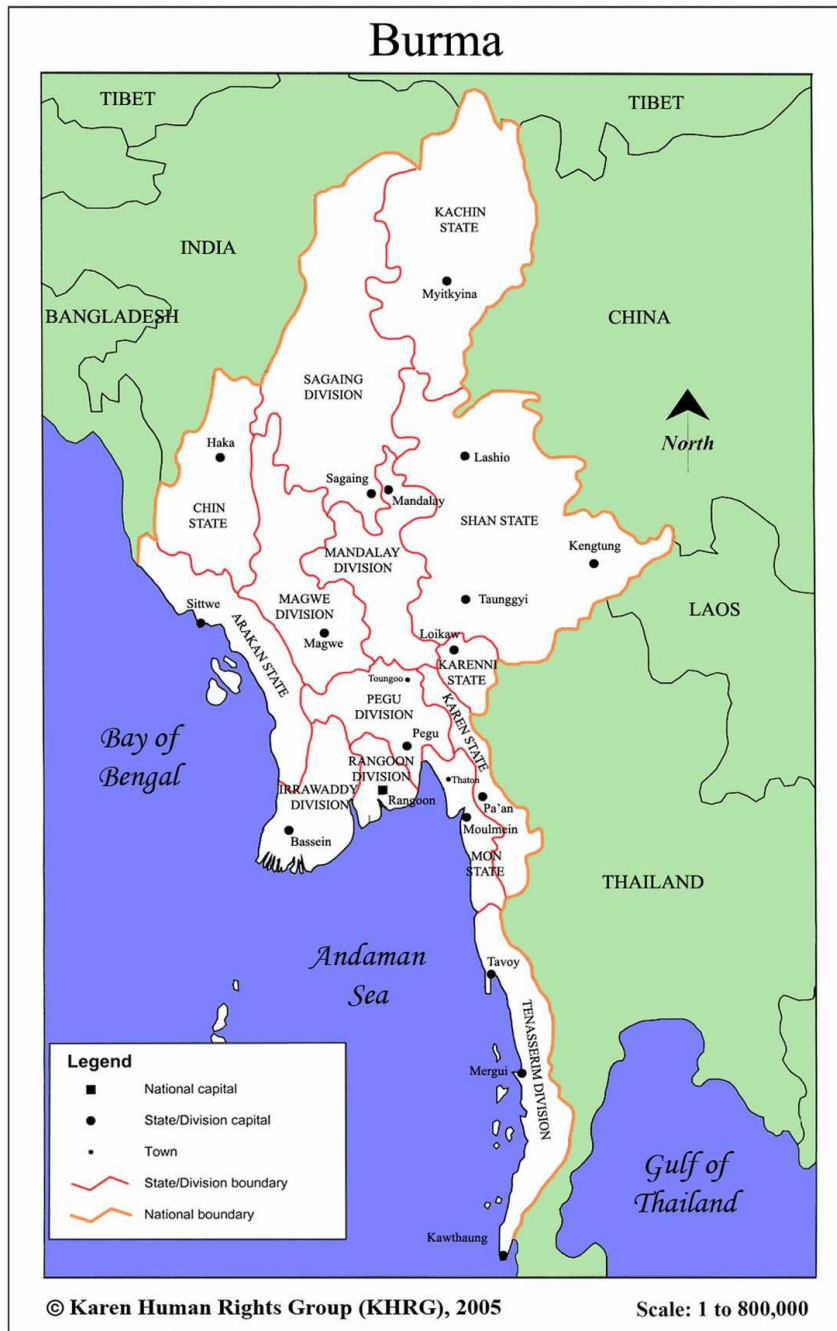 Burma
TIBET
TIBET
KACHIN
STATE
INDIA
Myitkyina
BANGLADESH
CHINA
SAGAING
DIVISION
North
Haka
Lashio
Sagaing
Mandalay
CHIN
STATE
SHAN STATE
Kengtung
MANDALAY
DIVISION
MAGWE
DIVISION
Taunggyi
LAOS
Sittwe
ARAKAN STATE
Magwe
Loikaw
KARENNI
STATE
Toungoo
PEGU
DIVISION
KAREN STATE
Bay of
Bengal
Pegu
RANGOON
DIVISION
IRRAWADDY
DIVISION
Thaton
Rangoon
Pa'an
Moulmein
Bassein
MON
STATE
THAILAND
Andaman
Sea
Tavoy
TENASSERIM DIVISION
Mergui
Legend
National capital
State/Division capital
Town
State/Division boundary
National boundary
Gulf of
Thailand
Kawthaung
© Karen Human Rights Group (KHRG), 2005
Scale: 1 to 800,000